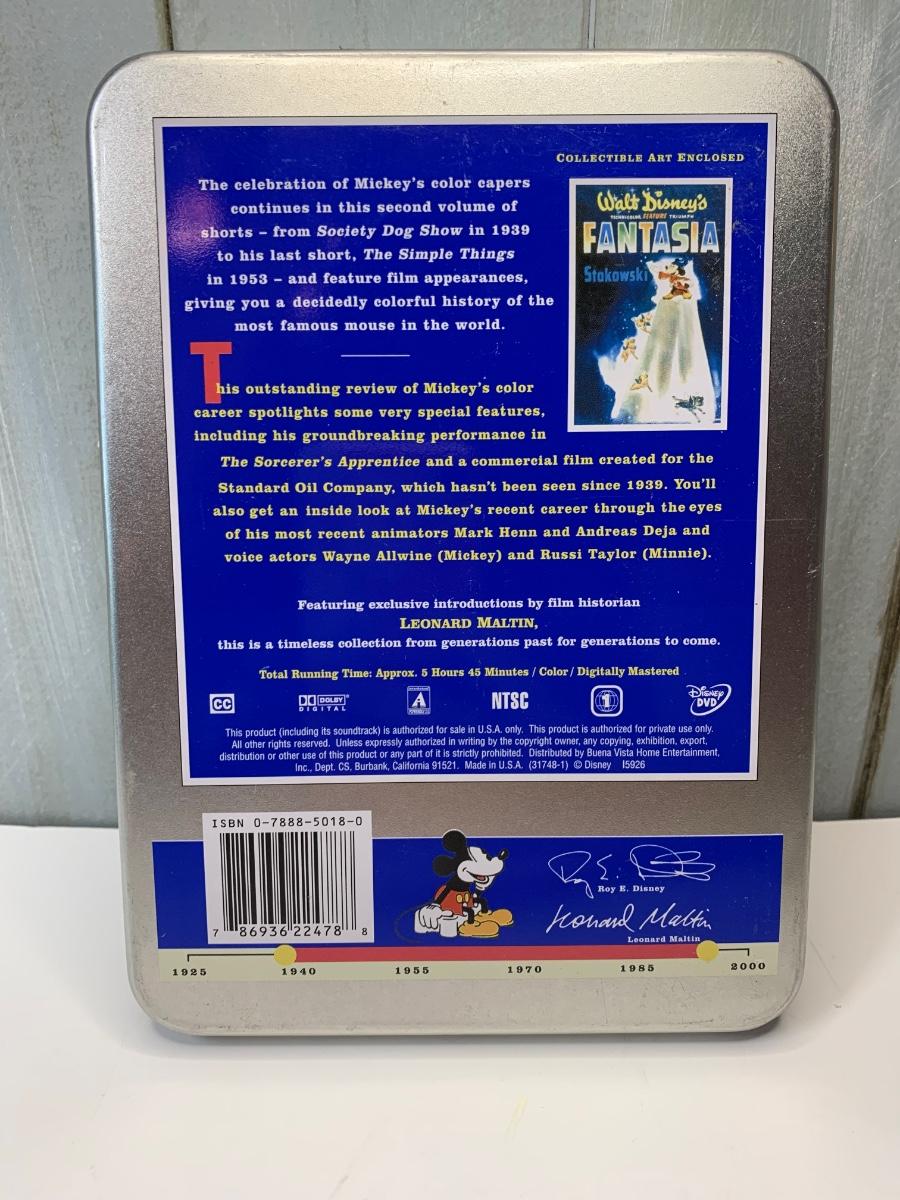 COLLECTIBLE ART ENCLOSED
The celebration of Mickey's color capers
continues in this second volume of
shorts – from Society Dog Show in 1939
to his last short, The Simple Things
in 1953 – and feature film appearances,
giving you a decidedly colorful history of the
most famous mouse in the world.
Walt Disney's
TECHNICOLOR FEATURE TRIUMPH
FANTASIA
Stokowski
This outstanding review of Mickey's color
career spotlights some very special features,
including his groundbreaking performance in
The Sorcerer's Apprentice and a commercial film created for the
Standard Oil Company, which hasn't been seen since 1939. You'll
also get an inside look at Mickey's recent career through the eyes
of his most recent animators Mark Henn and Andreas Deja and
voice actors Wayne Allwine (Mickey) and Russi Taylor (Minnie).
Featuring exclusive introductions by film historian
LEONARD MALTIN,
this is a timeless collection from generations past for generations to come.
Total Running Time: Approx. 5 Hours 45 Minutes / Color / Digitally Mastered
CC
DOLBY
DIGITAL
A
NTSC
1
DISNEY
DVD
This product (including its soundtrack) is authorized for sale in U.S.A. only. This product is authorized for private use only.
All other rights reserved. Unless expressly authorized in writing by the copyright owner, any copying, exhibition, export,
distribution or other use of this product or any part of it is strictly prohibited. Distributed by Buena Vista Home Entertainment,
Inc., Dept. CS, Burbank, California 91521. Made in U.S.A. (31748-1) © Disney I5926
ISBN 0-7888-5018-0
7 86936 22478 8
Roy E. Disney
Leonard Maltin
Leonard Maltin
1925 1940 1955 1970 1985 2000